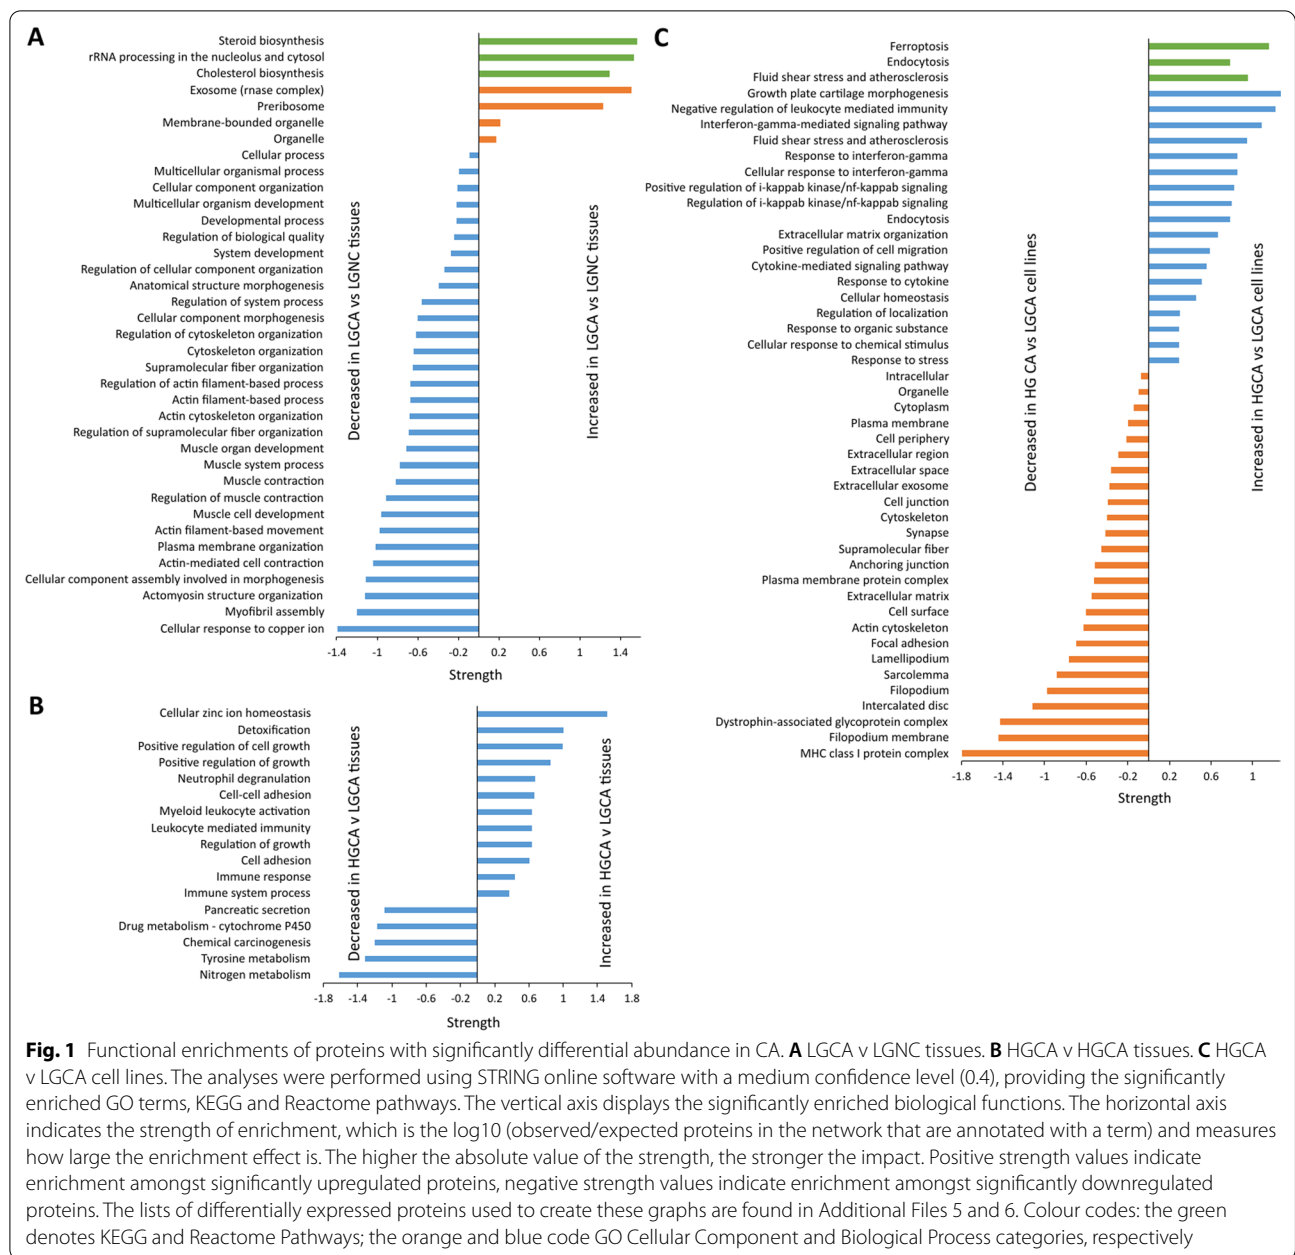 A
Steroid biosynthesis
rRNA processing in the nucleolus and cytosol
Cholesterol biosynthesis
Exosome (rnase complex)
Preribosome
Membrane-bounded organelle
Organelle
Cellular process
Multicellular organismal process
Cellular component organization
Multicellular organism development
Developmental process
Regulation of biological quality
System development
Regulation of cellular component organization
Anatomical structure morphogenesis
Regulation of system process
Cellular component morphogenesis
Regulation of cytoskeleton organization
Cytoskeleton organization
Supramolecular fiber organization
Regulation of actin filament-based process
Actin filament-based process
Actin cytoskeleton organization
Regulation of supramolecular fiber organization
Muscle organ development
Muscle system process
Muscle contraction
Regulation of muscle contraction
Muscle cell development
Actin filament-based movement
Plasma membrane organization
Actin-mediated cell contraction
Cellular component assembly involved in morphogenesis
Actomyosin structure organization
Myofibril assembly
Cellular response to copper ion
Decreased in LGCA vs LGNC tissues
Increased in LGCA vs LGNC tissues
-1.4 -1 -0.6 -0.2 0.2 0.6 1 1.4
Strength
B
Cellular zinc ion homeostasis
Detoxification
Positive regulation of cell growth
Positive regulation of growth
Neutrophil degranulation
Cell-cell adhesion
Myeloid leukocyte activation
Leukocyte mediated immunity
Regulation of growth
Cell adhesion
Immune response
Immune system process
Pancreatic secretion
Drug metabolism - cytochrome P450
Chemical carcinogenesis
Tyrosine metabolism
Nitrogen metabolism
Decreased in HGCA v LGCA tissues
Increased in HGCA v LGCA tissues
-1.8 -1.4 -1 -0.6 -0.2 0.2 0.6 1 1.4 1.8
Strength
C
Ferroptosis
Endocytosis
Fluid shear stress and atherosclerosis
Growth plate cartilage morphogenesis
Negative regulation of leukocyte mediated immunity
Interferon-gamma-mediated signaling pathway
Fluid shear stress and atherosclerosis
Response to interferon-gamma
Cellular response to interferon-gamma
Positive regulation of i-kappab kinase/nf-kappab signaling
Regulation of i-kappab kinase/nf-kappab signaling
Endocytosis
Extracellular matrix organization
Positive regulation of cell migration
Cytokine-mediated signaling pathway
Response to cytokine
Cellular homeostasis
Regulation of localization
Response to organic substance
Cellular response to chemical stimulus
Response to stress
Intracellular
Organelle
Cytoplasm
Plasma membrane
Cell periphery
Extracellular region
Extracellular space
Extracellular exosome
Cell junction
Cytoskeleton
Synapse
Supramolecular fiber
Anchoring junction
Plasma membrane protein complex
Extracellular matrix
Cell surface
Actin cytoskeleton
Focal adhesion
Lamellipodium
Sarcolemma
Filopodium
Intercalated disc
Dystrophin-associated glycoprotein complex
Filopodium membrane
MHC class I protein complex
Decreased in HG CA vs LGCA cell lines
Increased in HGCA vs LGCA cell lines
-1.8 -1.4 -1 -0.6 -0.2 0.2 0.6 1
Strength
Fig. 1 Functional enrichments of proteins with significantly differential abundance in CA. A LGCA v LGNC tissues. B HGCA v HGCA tissues. C HGCA
v LGCA cell lines. The analyses were performed using STRING online software with a medium confidence level (0.4), providing the significantly
enriched GO terms, KEGG and Reactome pathways. The vertical axis displays the significantly enriched biological functions. The horizontal axis
indicates the strength of enrichment, which is the log10 (observed/expected proteins in the network that are annotated with a term) and measures
how large the enrichment effect is. The higher the absolute value of the strength, the stronger the impact. Positive strength values indicate
enrichment amongst significantly upregulated proteins, negative strength values indicate enrichment amongst significantly downregulated
proteins. The lists of differentially expressed proteins used to create these graphs are found in Additional Files 5 and 6. Colour codes: the green
denotes KEGG and Reactome Pathways; the orange and blue code GO Cellular Component and Biological Process categories, respectively